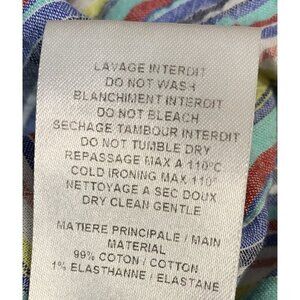 LAVAGE INTERDIT
DO NOT WASH
BLANCHIMENT INTERDIT
DO NOT BLEACH
SECHAGE TAMBOUR INTERDIT
DO NOT TUMBLE DRY
REPASSAGE MAX A 110°C
COLD IRONING MAX 110°
NETTOYAGE A SEC DOUX
DRY CLEAN GENTLE
MATIERE PRINCIPALE / MAIN
MATERIAL
99% COTON / COTTON
1% ELASTHANNE / ELASTANE